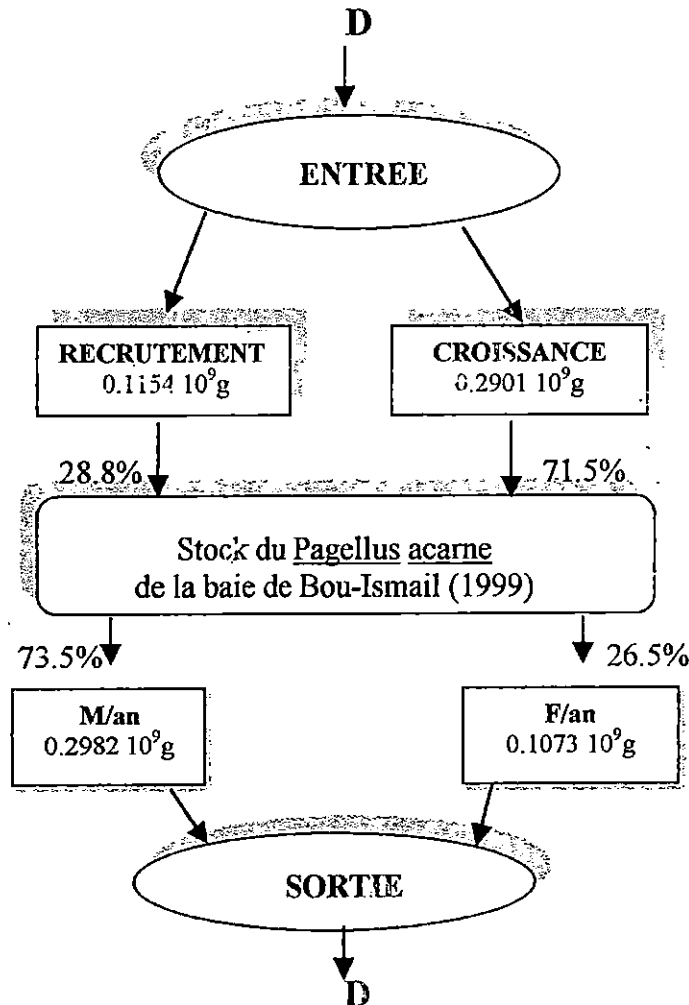 D
ENTREE
RECRUTEMENT
0.1154 10⁹g
CROISSANCE
0.2901 10⁹g
28.8%
71.5%
Stock du Pagellus acarne
de la baie de Bou-Ismail (1999)
73.5%
26.5%
M/an
0.2982 10⁹g
F/an
0.1073 10⁹g
SORTIE
D